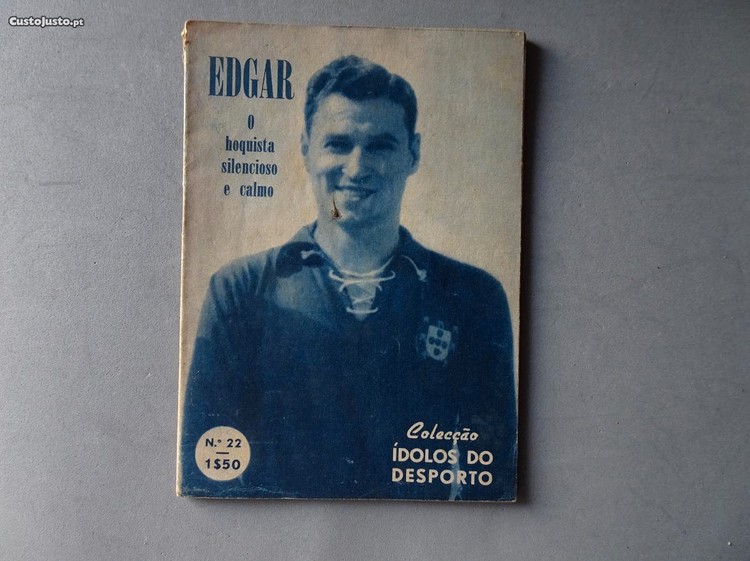 CustoJusto.pt
EDGAR
O
hoquista
silencioso
e calmo
N.º 22
1$50
Colecção
ÍDOLOS DO
DESPORTO